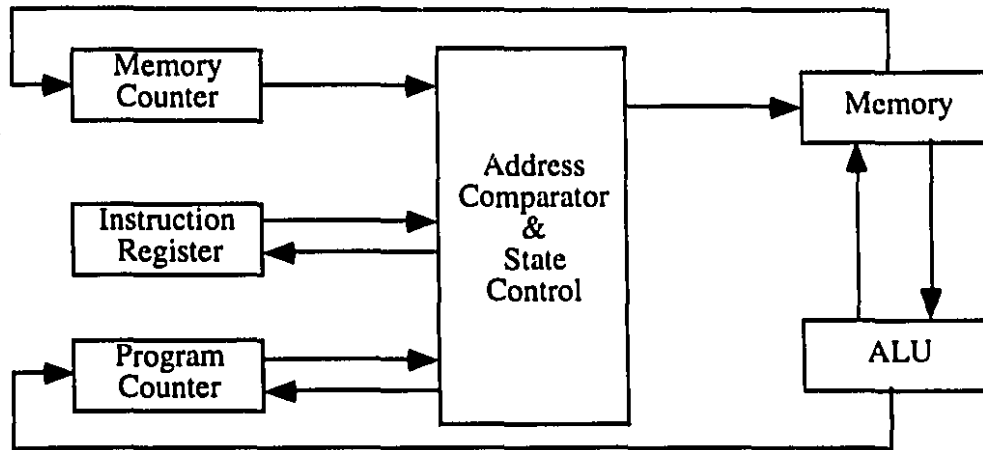 Memory
Counter
Memory
Address
Comparator
&
State
Control
Instruction
Register
Program
Counter
ALU